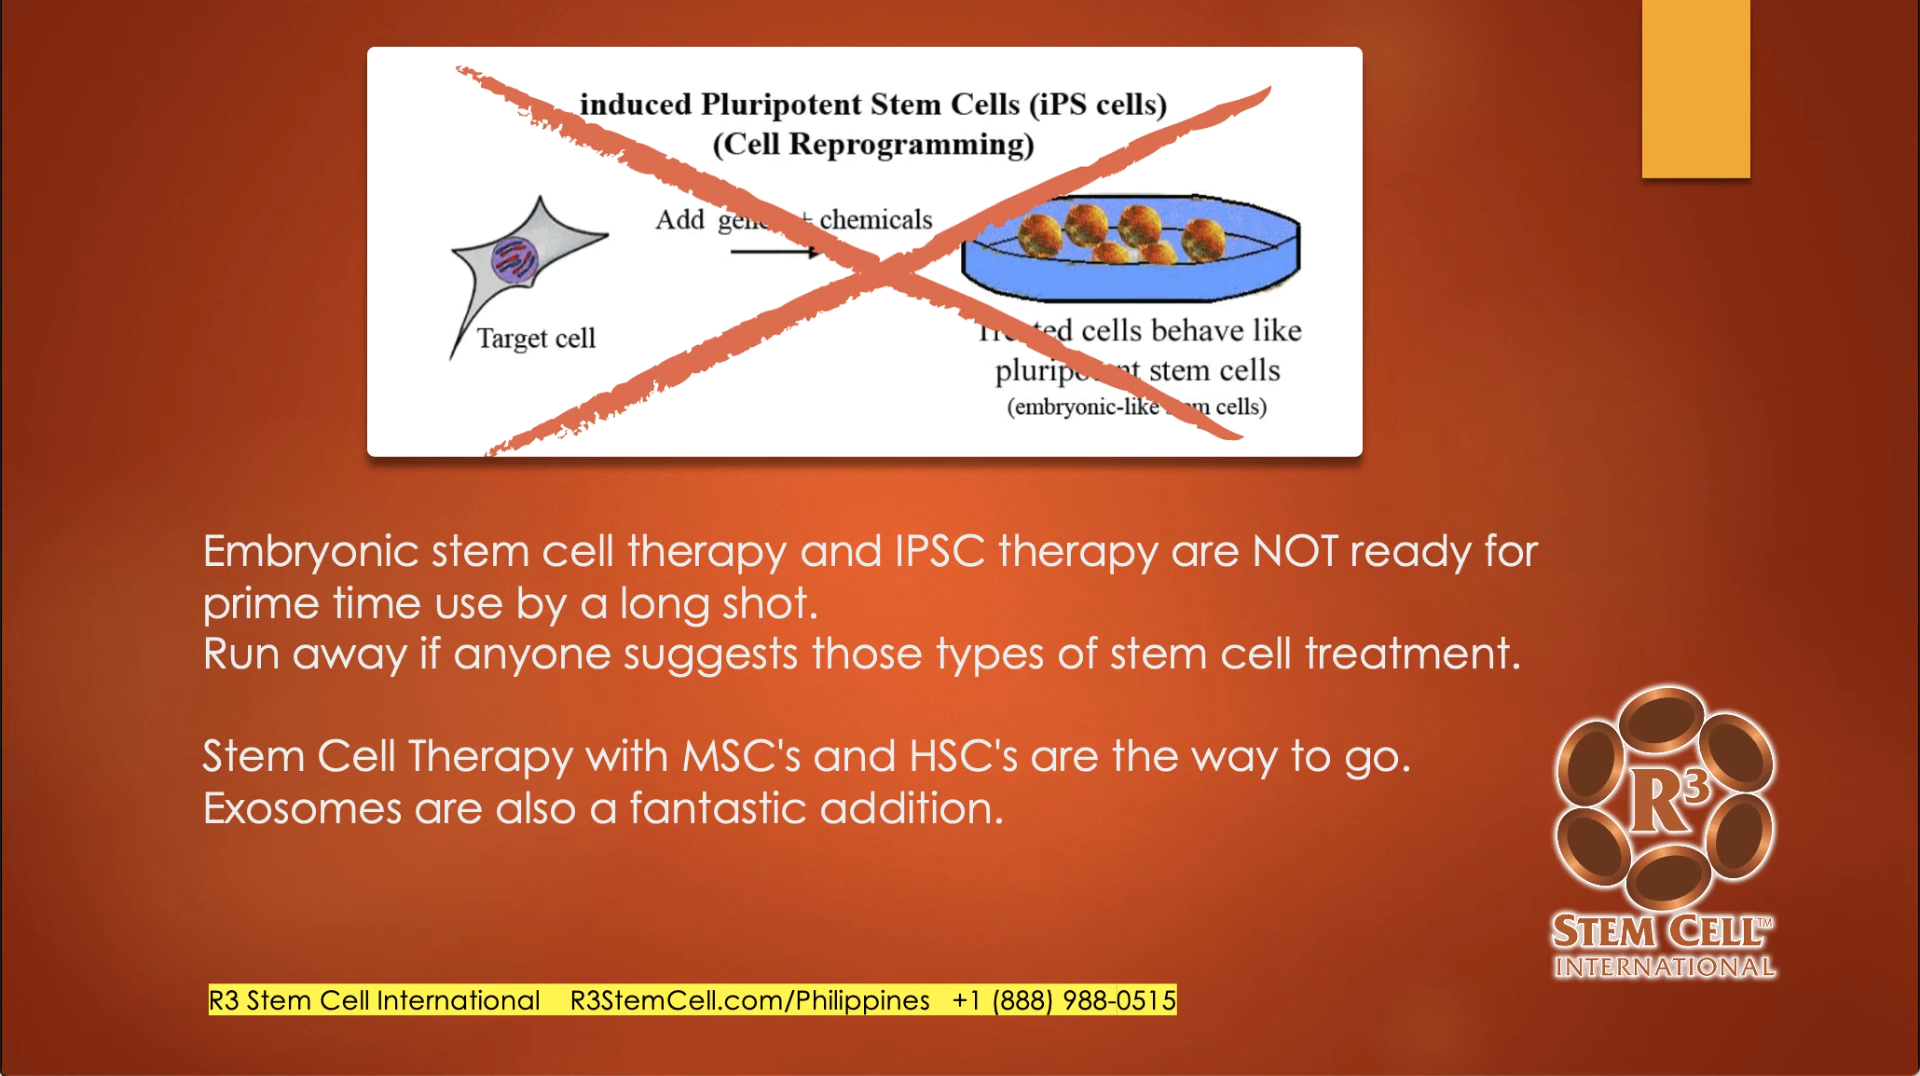 induced Pluripotent Stem Cells (iPS cells)
(Cell Reprogramming)
Add + chemicals
Target cell
cells behave like
stem cells
(embryonic-like cells)
Embryonic stem cell therapy and IPSC therapy are NOT ready for
prime time use by a long shot.
Run away if anyone suggests those types of stem cell treatment.
Stem Cell Therapy with MSC's and HSC's are the way to go.
Exosomes are also a fantastic addition.
R3
STEM CELL™
INTERNATIONAL
R3 Stem Cell International R3StemCell.com/Philippines +1 (888) 988-0515